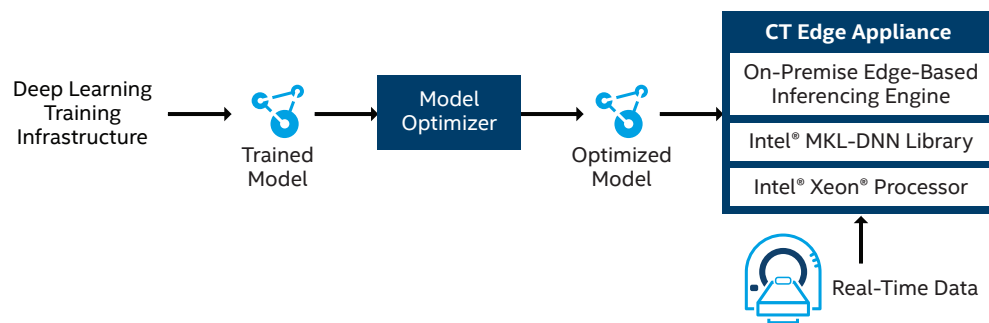 Deep Learning
Training
Infrastructure
Trained
Model
Model
Optimizer
Optimized
Model
CT Edge Appliance
On-Premise Edge-Based
Inferencing Engine
Intel® MKL-DNN Library
Intel® Xeon® Processor
Real-Time Data